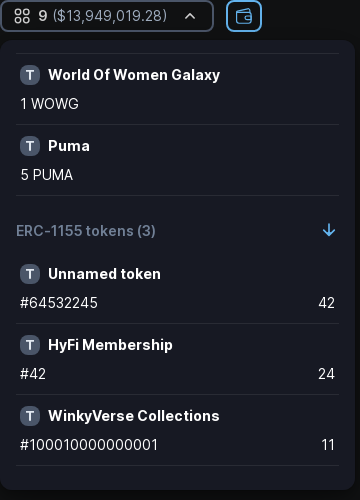 9 ($13,949,019.28)
T World Of Women Galaxy
1 WOWG
T Puma
5 PUMA
ERC-1155 tokens (3)
T Unnamed token
#64532245 42
T HyFi Membership
#42 24
T WinkyVerse Collections
#100010000000001 11